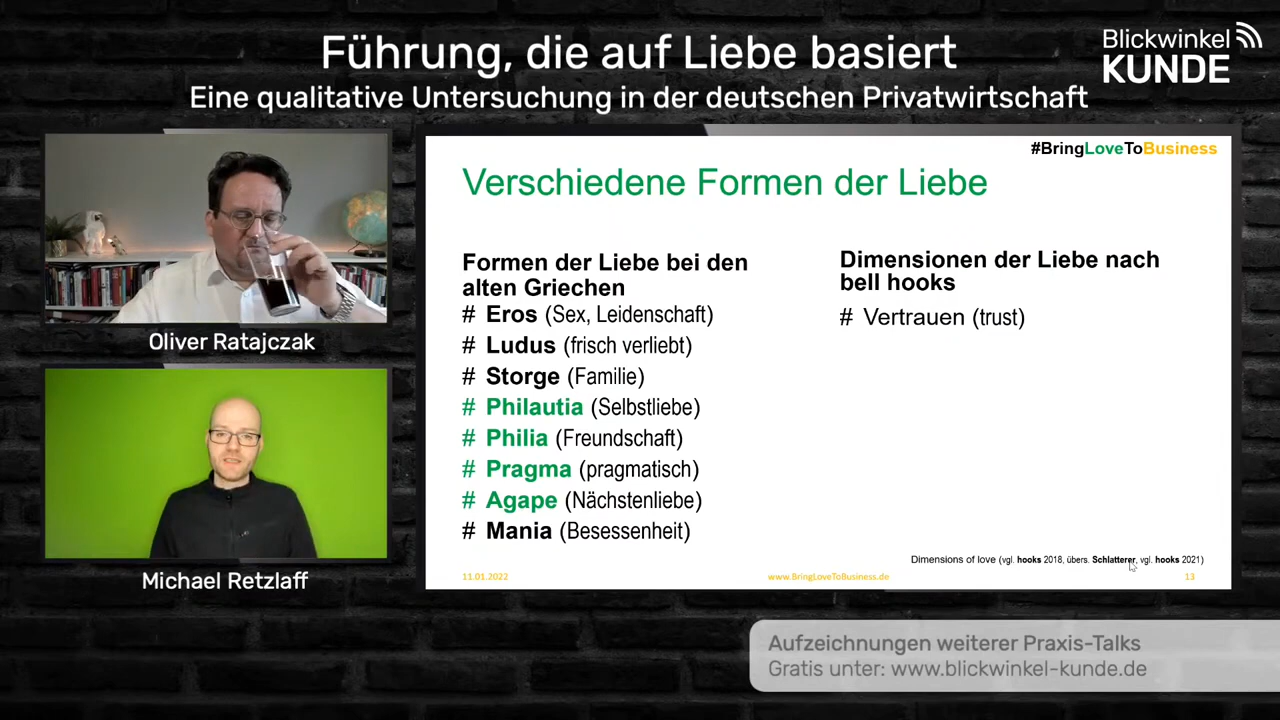 Führung, die auf Liebe basiert
Eine qualitative Untersuchung in der deutschen Privatwirtschaft
Blickwinkel
KUNDE
Oliver Ratajczak
Michael Retzlaff
#BringLoveToBusiness
Verschiedene Formen der Liebe
Formen der Liebe bei den
alten Griechen
# Eros (Sex, Leidenschaft)
# Ludus (frisch verliebt)
# Storge (Familie)
# Philautia (Selbstliebe)
# Philia (Freundschaft)
# Pragma (pragmatisch)
# Agape (Nächstenliebe)
# Mania (Besessenheit)
Dimensionen der Liebe nach
bell hooks
# Vertrauen (trust)
Dimensions of love (vgl. hooks 2018, übers. Schlatterer, vgl. hooks 2021)
11.01.2022
www.BringLoveToBusiness.de
13
Aufzeichnungen weiterer Praxis-Talks
Gratis unter: www.blickwinkel-kunde.de